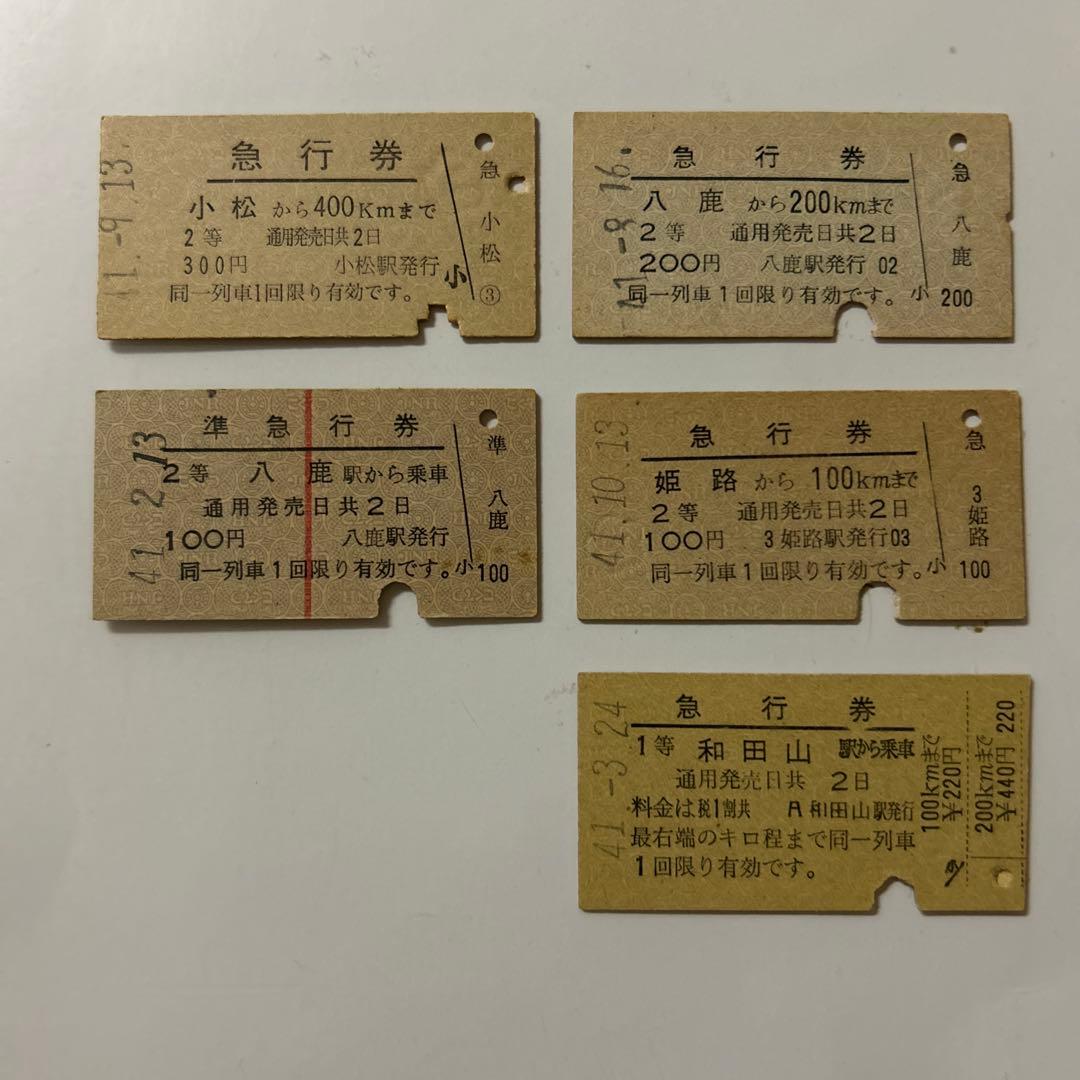 急行券
小松から400Kmまで
2等 通用発売日共2日
300円 小松駅発行
同一列車1回限り有効です。
小
急 小松 ③
41.-9.13.
急行券
八鹿から200kmまで
2等 通用発売日共2日
200円 八鹿駅発行 02
同一列車1回限り有効です。
小
急 八鹿
200
準急行券
2等 八鹿 駅から乗車
通用発売日共2日
100円 八鹿駅発行
同一列車1回限り有効です。
小
準 八鹿
100
41 2 13
急行券
姫路から100kmまで
2等 通用発売日共2日
100円 3姫路駅発行03
同一列車1回限り有効です。
小
急 3姫路
100
41.10.13
急行券
1等 和田山 駅から乗車
通用発売日共 2日
料金は税1割共 和田山駅発行
最右端のキロ程まで同一列車
1回限り有効です。
100kmまで
¥220円
200kmまで
¥440円
220
41-3.24